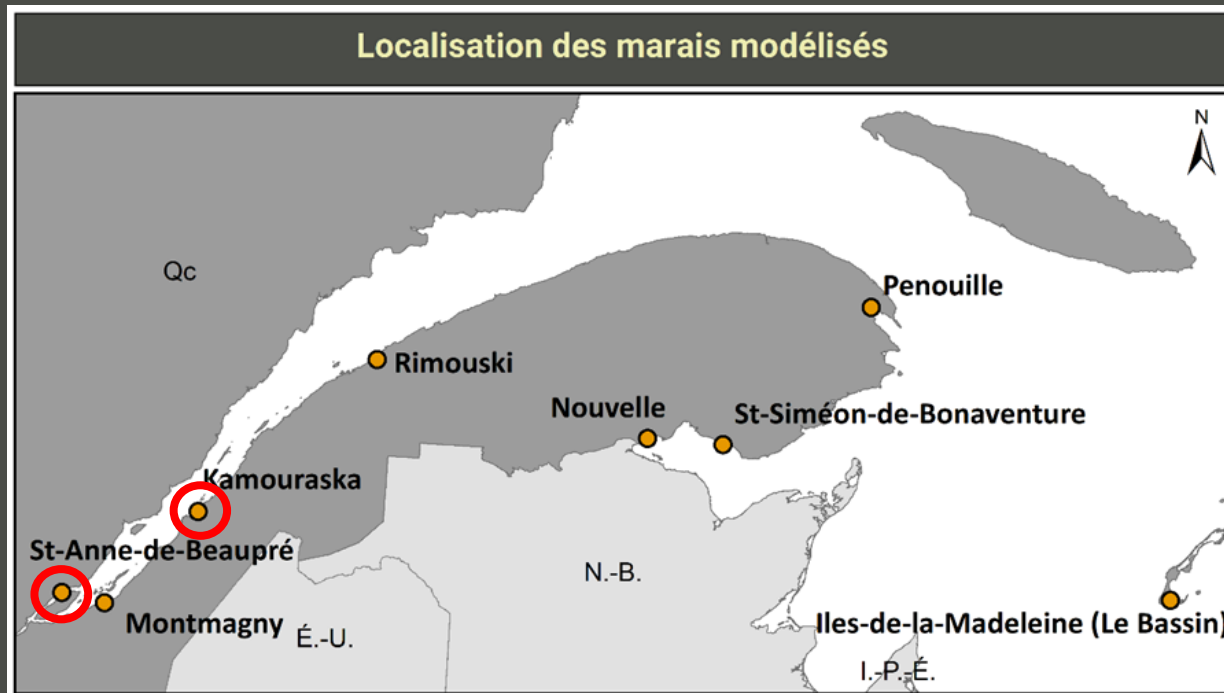 Localisation des marais modélisés
N
Qc
Penouille
Rimouski
Nouvelle
St-Siméon-de-Bonaventure
Kamouraska
St-Anne-de-Beaupré
N.-B.
Montmagny
É.-U.
Iles-de-la-Madeleine (Le Bassin)
I.-P.-É.